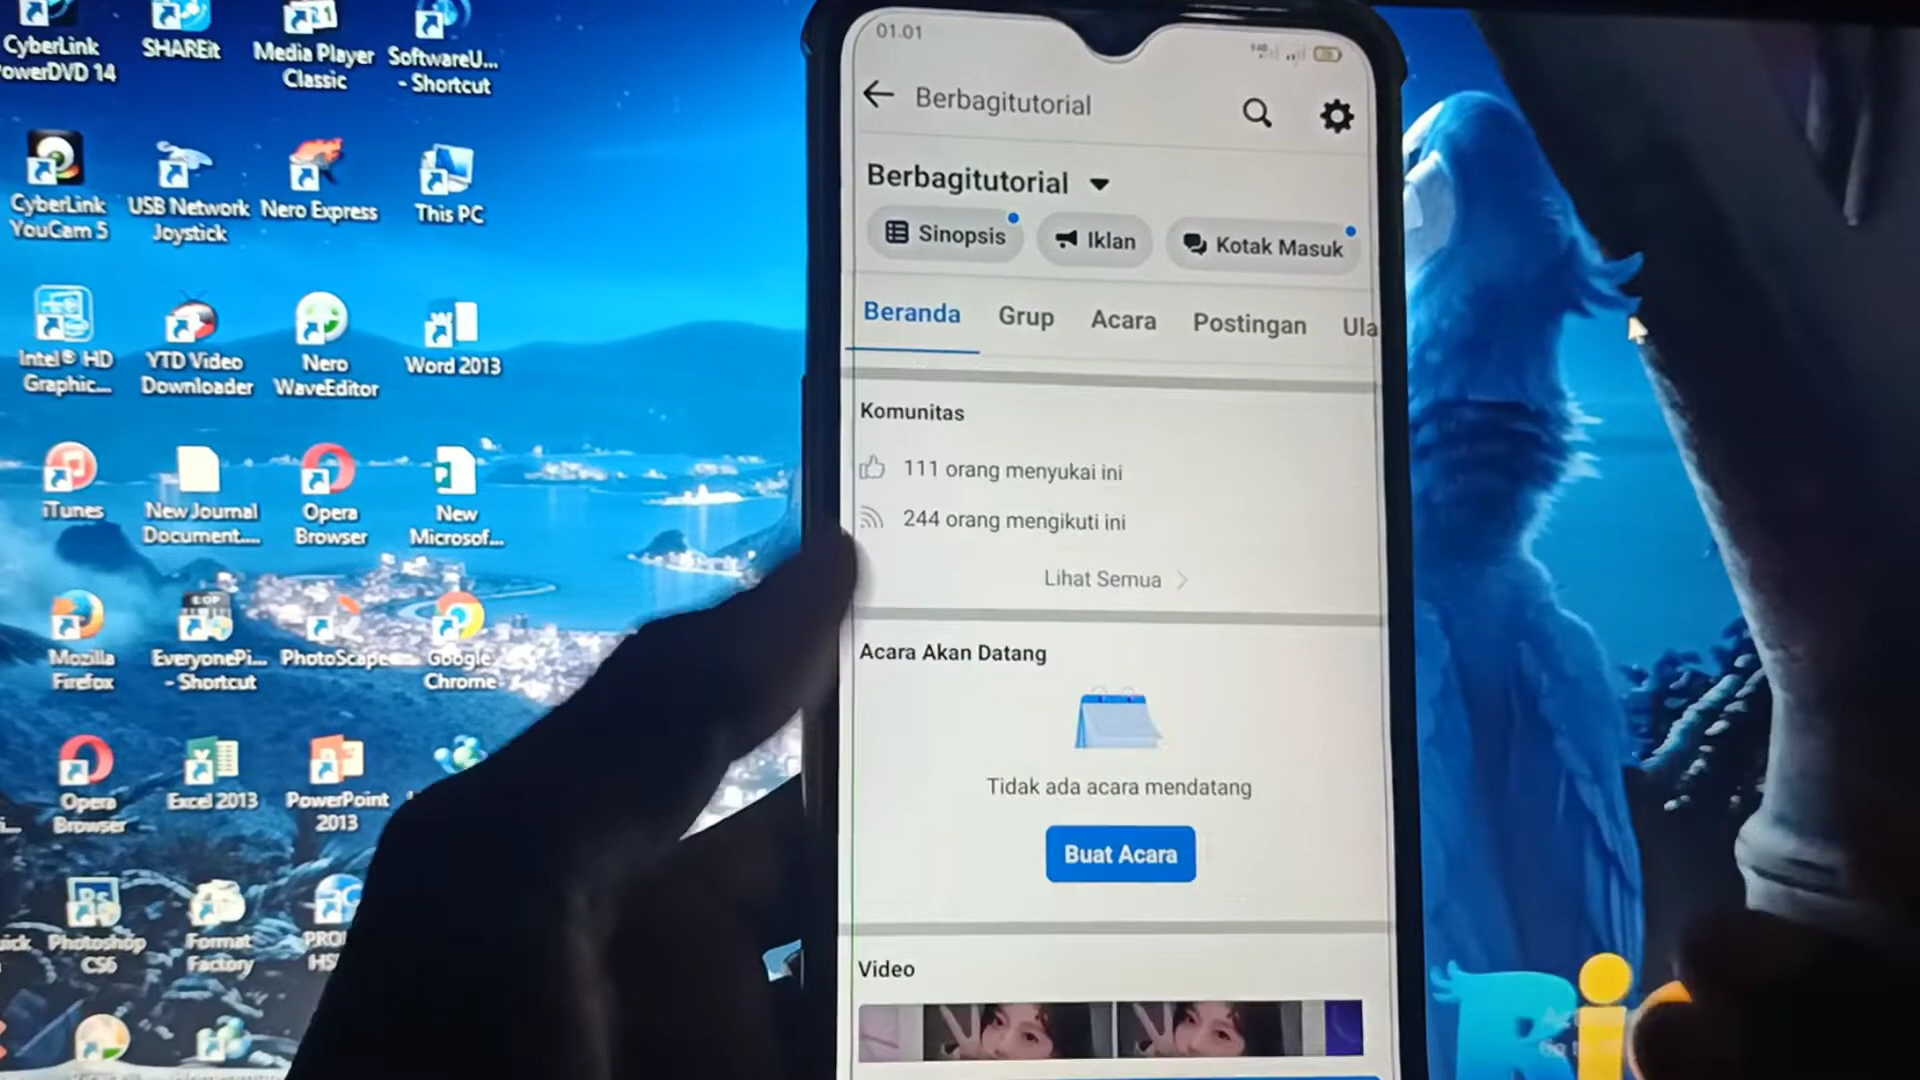 CyberLink
PowerDVD 14
SHAREit
Media Player
Classic
SoftwareU...
- Shortcut
CyberLink
YouCam 5
USB Network
Joystick
Nero Express
This PC
Intel® HD
Graphic...
YTD Video
Downloader
Nero
WaveEditor
Word 2013
iTunes
New Journal
Document....
Opera
Browser
New
Microsof...
Mozilla
Firefox
EveryonePi...
- Shortcut
PhotoScape
Google
Chrome
Opera
Browser
Excel 2013
PowerPoint
2013
Photoshop
CS6
Format
Factory
01.01
Berbagitutorial
Berbagitutorial
Sinopsis
Iklan
Kotak Masuk
Beranda
Grup
Acara
Postingan
Ula
Komunitas
111 orang menyukai ini
244 orang mengikuti ini
Lihat Semua
Acara Akan Datang
Tidak ada acara mendatang
Buat Acara
Video